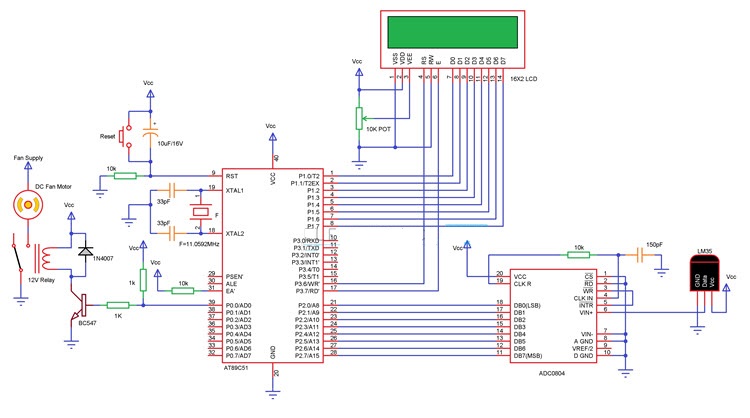 VSS
VDD
VEE
RS
RW
E
D0
D1
D2
D3
D4
D5
D6
D7
1
2
3
4
5
6
7
8
9
10
11
12
13
14
16X2 LCD
Vcc
10K POT
Vcc
Reset
+
10uF/16V
10k
Vcc
Fan Supply
DC Fan Motor
Vcc
1N4007
12V Relay
BC547
1K
Vcc
1k
Vcc
10k
33pF
33pF
1
2
F
F=11.0592MHz
40
VCC
9 RST
19 XTAL1
18 XTAL2
29 PSEN'
30 ALE
31 EA'
39 P0.0/AD0
38 P0.1/AD1
37 P0.2/AD2
36 P0.3/AD3
35 P0.4/AD4
34 P0.5/AD5
33 P0.6/AD6
32 P0.7/AD7
P1.0/T2 1
P1.1/T2EX 2
P1.2 3
P1.3 4
P1.4 5
P1.5 6
P1.6 7
P1.7 8
P3.0/RXD 10
P3.1/TXD 11
P3.2/INT0' 12
P3.3/INT1' 13
P3.4/T0 14
P3.5/T1 15
P3.6/WR' 16
P3.7/RD' 17
P2.0/A8 21
P2.1/A9 22
P2.2/A10 23
P2.3/A11 24
P2.4/A12 25
P2.5/A13 26
P2.6/A14 27
P2.7/A15 28
GND
AT89C51
20
Vcc
20 VCC
19 CLK R
18 DB0(LSB)
17 DB1
16 DB2
15 DB3
14 DB4
13 DB5
12 DB6
11 DB7(MSB)
CS 1
RD 2
WR 3
CLK IN 4
INTR 5
VIN+ 6
VIN- 7
A GND 8
VREF/2 9
D GND 10
ADC0804
10k
150pF
LM35
GND
Data
Vcc
Vcc